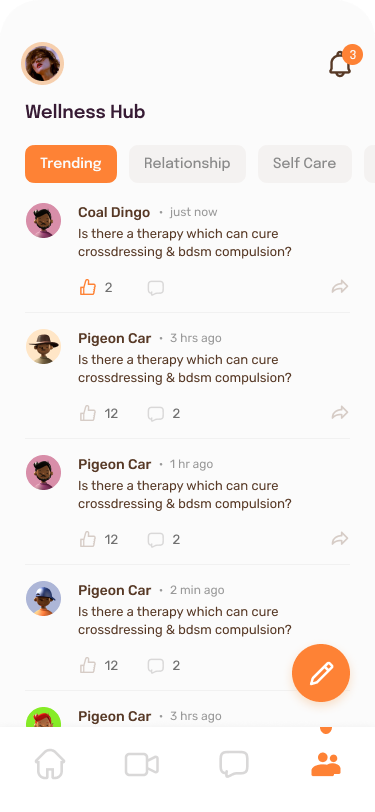 3
Wellness Hub
Trending
Relationship
Self Care
Coal Dingo • just now
Is there a therapy which can cure
crossdressing & bdsm compulsion?
2
Pigeon Car • 3 hrs ago
Is there a therapy which can cure
crossdressing & bdsm compulsion?
12 2
Pigeon Car • 1 hr ago
Is there a therapy which can cure
crossdressing & bdsm compulsion?
12 2
Pigeon Car • 2 min ago
Is there a therapy which can cure
crossdressing & bdsm compulsion?
12 2
Pigeon Car • 3 hrs ago